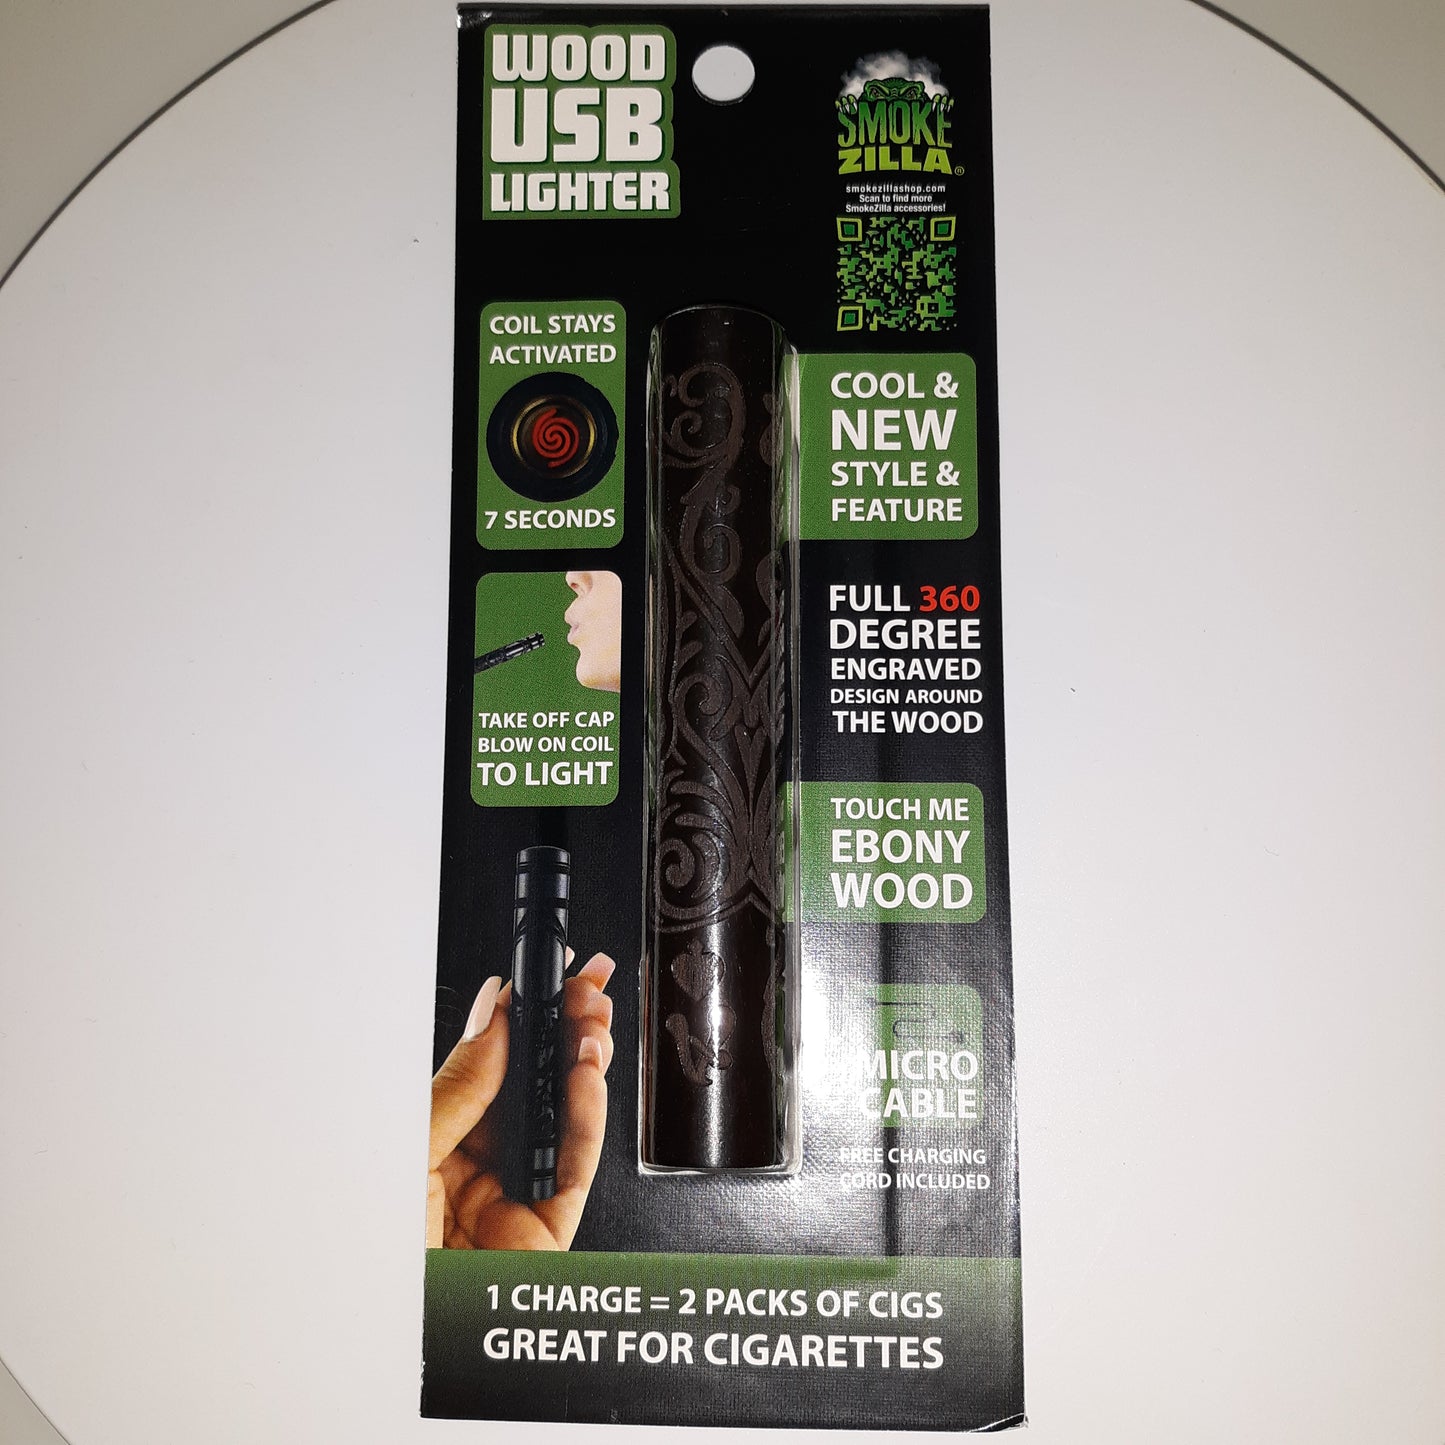 WOOD
USB
LIGHTER
SMOKE
ZILLA®
smokezillashop.com
Scan to find more
SmokeZilla accessories!
COIL STAYS
ACTIVATED
7 SECONDS
TAKE OFF CAP
BLOW ON COIL
TO LIGHT
COOL &
NEW
STYLE &
FEATURE
FULL 360
DEGREE
ENGRAVED
DESIGN AROUND
THE WOOD
TOUCH ME
EBONY
WOOD
MICRO
CABLE
FREE CHARGING
CORD INCLUDED
1 CHARGE = 2 PACKS OF CIGS
GREAT FOR CIGARETTES